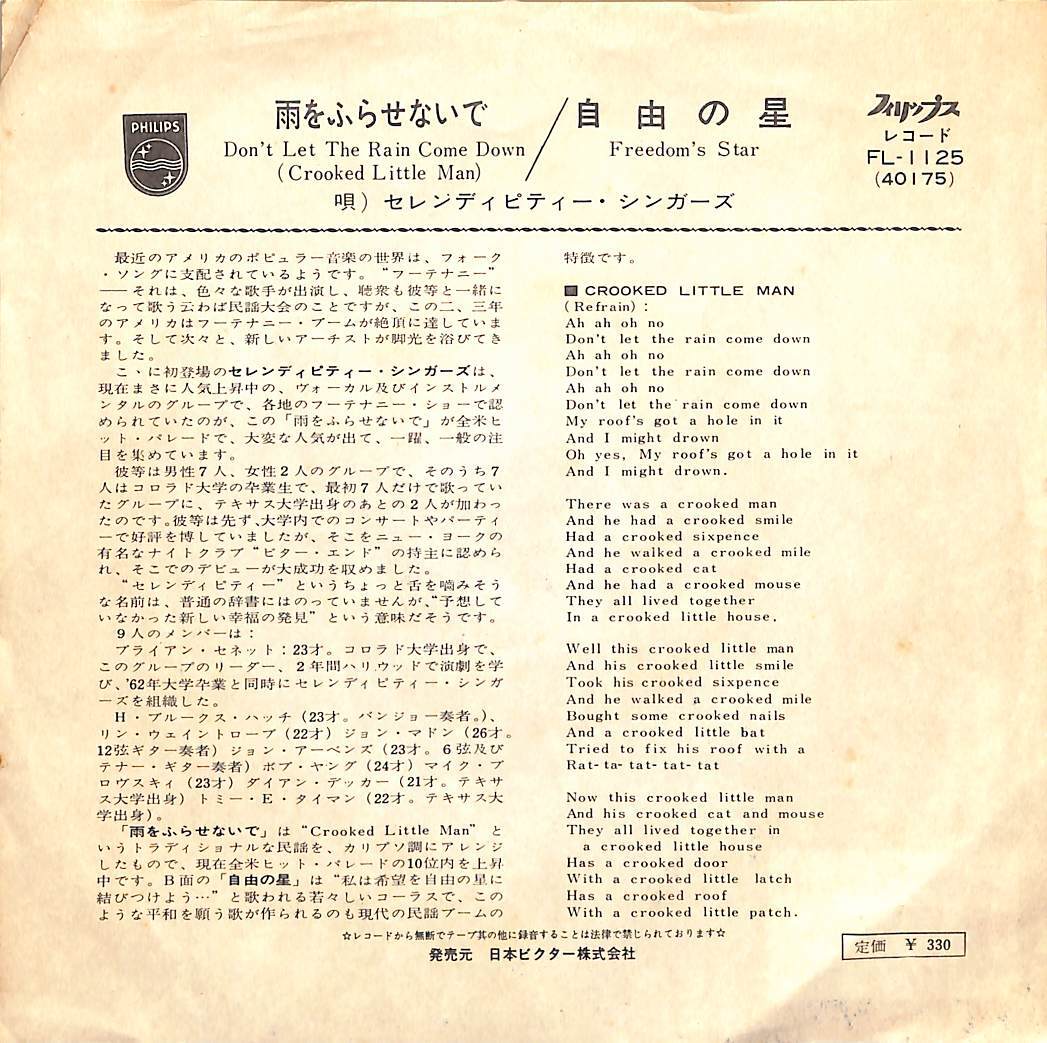 PHILIPS
雨をふらせないで／自由の星
Don't Let The Rain Come Down
(Crooked Little Man)
Freedom's Star
唄）セレンディピティー・シンガーズ
フィリップス
レコード
FL-1125
(40175)
最近のアメリカのポピュラー音楽の世界は、フォーク
・ソングに支配されているようです。“フーテナニー”
——それは、色々な歌手が出演し、聴衆も彼等と一緒に
なって歌う云わば民謡大会のことですが、この二、三年
のアメリカはフーテナニー・ブームが絶頂に達していま
す。そして次々と、新しいアーチストが脚光を浴びてき
ました。
こゝに初登場のセレンディピティー・シンガーズは、
現在まさに人気上昇中の、ヴォーカル及びインストルメ
ンタルのグループで、各地のフーテナニー・ショーで認
められていたのが、この「雨をふらせないで」が全米ヒ
ット・パレードで、大変な人気が出て、一躍、一般の注
目を集めています。
彼等は男性7人、女性2人のグループで、そのうち7
人はコロラド大学の卒業生で、最初7人だけで歌ってい
たグループに、テキサス大学出身のあとの2人が加わっ
たのです。彼等は先ず、大学内でのコンサートやパーティ
ーで好評を博していましたが、そこをニュー・ヨークの
有名なナイトクラブ“ビター・エンド”の持主に認めら
れ、そこでのデビューが大成功を収めました。
“セレンディピティー”というちょっと舌を噛みそう
な名前は、普通の辞書にはのっていませんが、“予想して
いなかった新しい幸福の発見”という意味だそうです。
9人のメンバーは：
ブライアン・セネット：23才。コロラド大学出身で、
このグループのリーダー、2年間ハリウッドで演劇を学
び、'62年大学卒業と同時にセレンディピティー・シンガ
ーズを組織した。
H・ブルークス・ハッチ（23才。バンジョー奏者。）、
リン・ウェイントローブ（22才）ジョン・マドン（26才。
12弦ギター奏者）ジョン・アーベンズ（23才。6弦及び
テナー・ギター奏者）ボブ・ヤング（24才）マイク・ブ
ロヴスキィ（23才）ダイアン・デッカー（21才。テキサ
ス大学出身）トミー・E・タイマン（22才。テキサス大
学出身）。
「雨をふらせないで」は“Crooked Little Man”と
いうトラディショナルな民謡を、カリプソ調にアレンジ
したもので、現在全米ヒット・パレードの10位内を上昇
中です。B面の「自由の星」は“私は希望を自由の星に
結びつけよう…”と歌われる若々しいコーラスで、この
ような平和を願う歌が作られるのも現代の民謡ブームの
特徴です。
■ CROOKED LITTLE MAN
(Refrain) :
Ah ah oh no
Don't let the rain come down
Ah ah oh no
Don't let the rain come down
Ah ah oh no
Don't let the rain come down
My roof's got a hole in it
And I might drown
Oh yes, My roof's got a hole in it
And I might drown.
There was a crooked man
And he had a crooked smile
Had a crooked sixpence
And he walked a crooked mile
Had a crooked cat
And he had a crooked mouse
They all lived together
In a crooked little house.
Well this crooked little man
And his crooked little smile
Took his crooked sixpence
And he walked a crooked mile
Bought some crooked nails
And a crooked little bat
Tried to fix his roof with a
Rat- ta- tat- tat- tat
Now this crooked little man
And his crooked cat and mouse
They all lived together in
a crooked little house
Has a crooked door
With a crooked little latch
Has a crooked roof
With a crooked little patch.
☆レコードから無断でテープ其の他に録音することは法律で禁じられております☆
発売元 日本ビクター株式会社
定価 ￥330